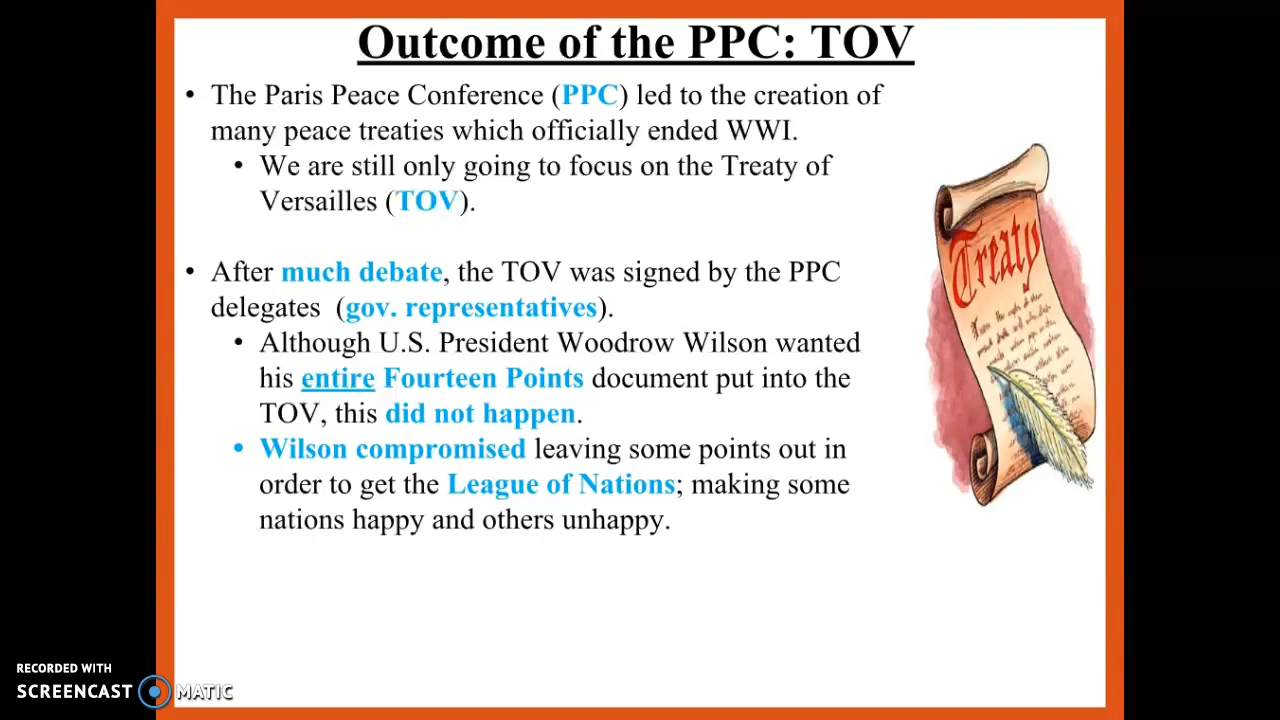 Outcome of the PPC: TOV
• The Paris Peace Conference (PPC) led to the creation of
many peace treaties which officially ended WWI.
• We are still only going to focus on the Treaty of
Versailles (TOV).
• After much debate, the TOV was signed by the PPC
delegates (gov. representatives).
• Although U.S. President Woodrow Wilson wanted
his entire Fourteen Points document put into the
TOV, this did not happen.
• Wilson compromised leaving some points out in
order to get the League of Nations; making some
nations happy and others unhappy.
Treaty
RECORDED WITH
SCREENCAST MATIC